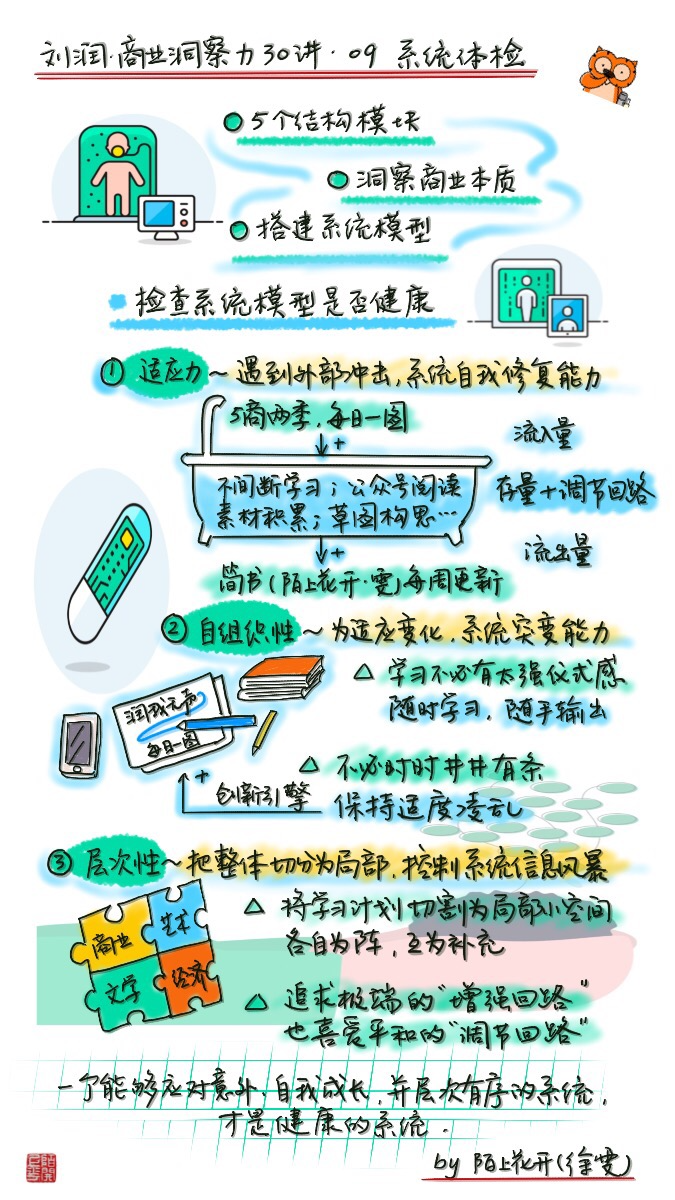 刘润·商业洞察力30讲·09 系统体检
5个结构模块
洞察商业本质
搭建系统模型
检查系统模型是否健康
① 适应力~遇到外部冲击,系统自我修复能力
5商两季,每日一图
+
流入量
不间断学习;公众号阅读
素材积累;草图构思…
存量+调节回路
+
流出量
简书(陌上花开·雯)每周更新
② 自组织性~为适应变化,系统突变能力
△ 学习不必有太强仪式感
随时学习,随手输出
每日一图
△ 不必时时井井有条
保持适度凌乱
+
创新引擎
③ 层次性~把整体切分为局部,控制系统信息风暴
商业
艺术
文学
经济
△ 将学习计划切割为局部小空间
各自为阵,互为补充
△ 追求极端的“增强回路”
也喜爱平和的“调节回路”
一个能够应对意外,自我成长,并层次有序的系统,
才是健康的系统.
by 陌上花开(徐雯)